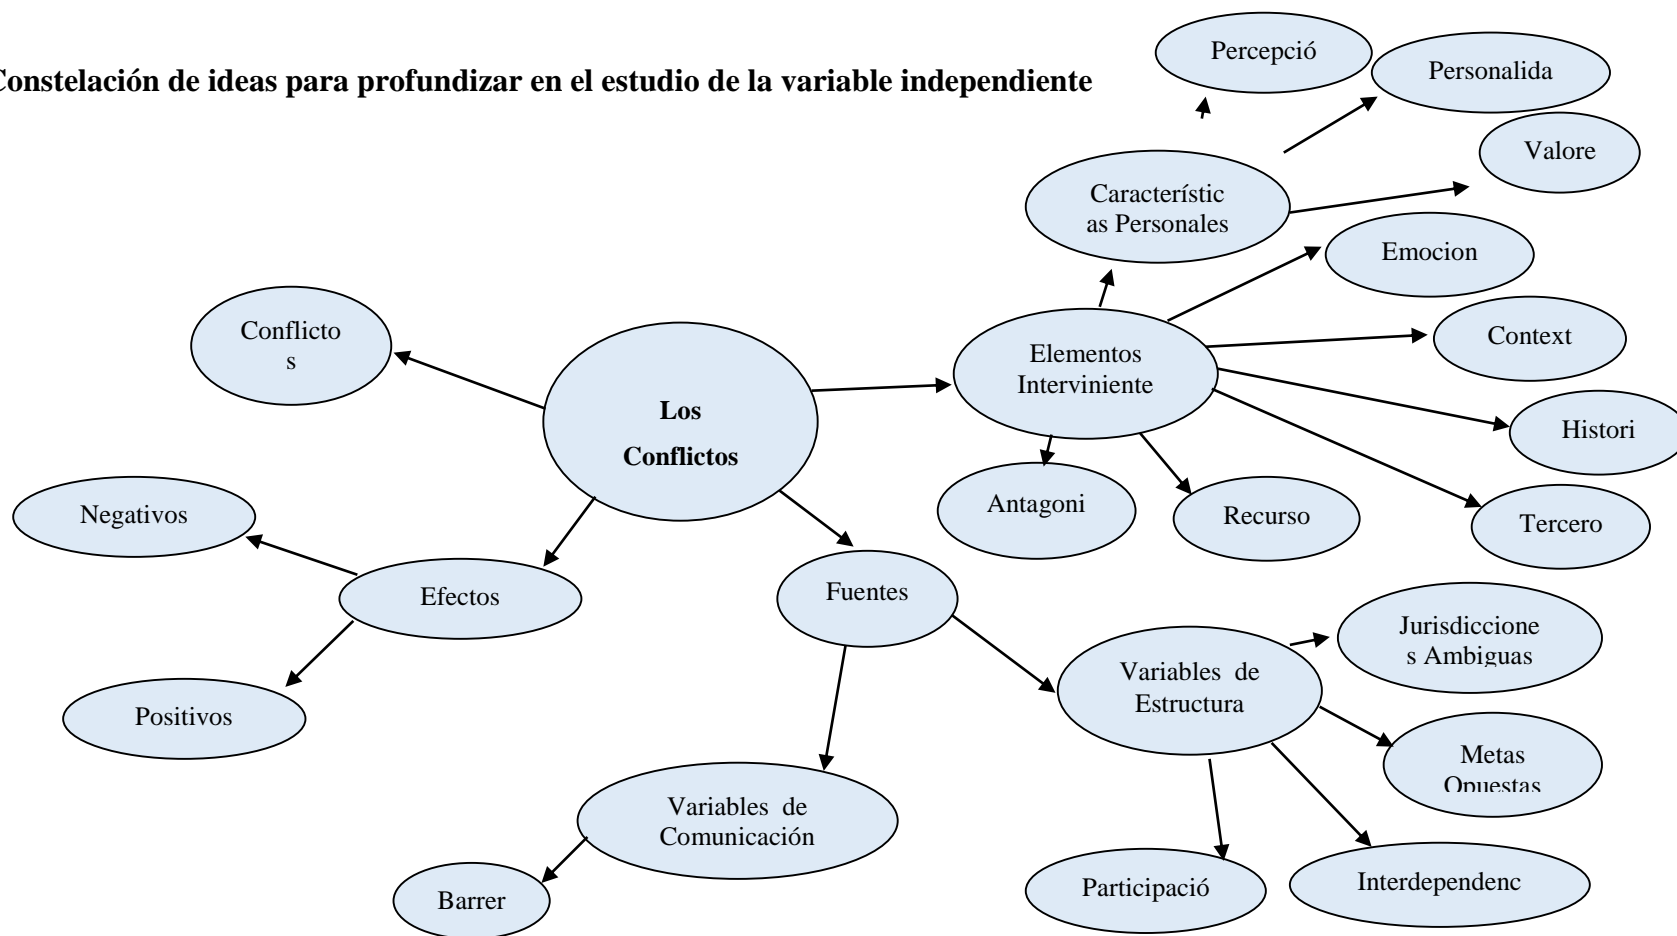 Constelación de ideas para profundizar en el estudio de la variable independiente
Percepció
Personalida
Valore
Característic
as Personales
Emocion
Context
Elementos
Interviniente
Histori
Tercero
Recurso
Antagoni
Conflicto
s
Los
Conflictos
Negativos
Efectos
Positivos
Fuentes
Variables de
Estructura
Jurisdiccione
s Ambiguas
Metas
Opuestas
Interdependenc
Participació
Variables de
Comunicación
Barrer